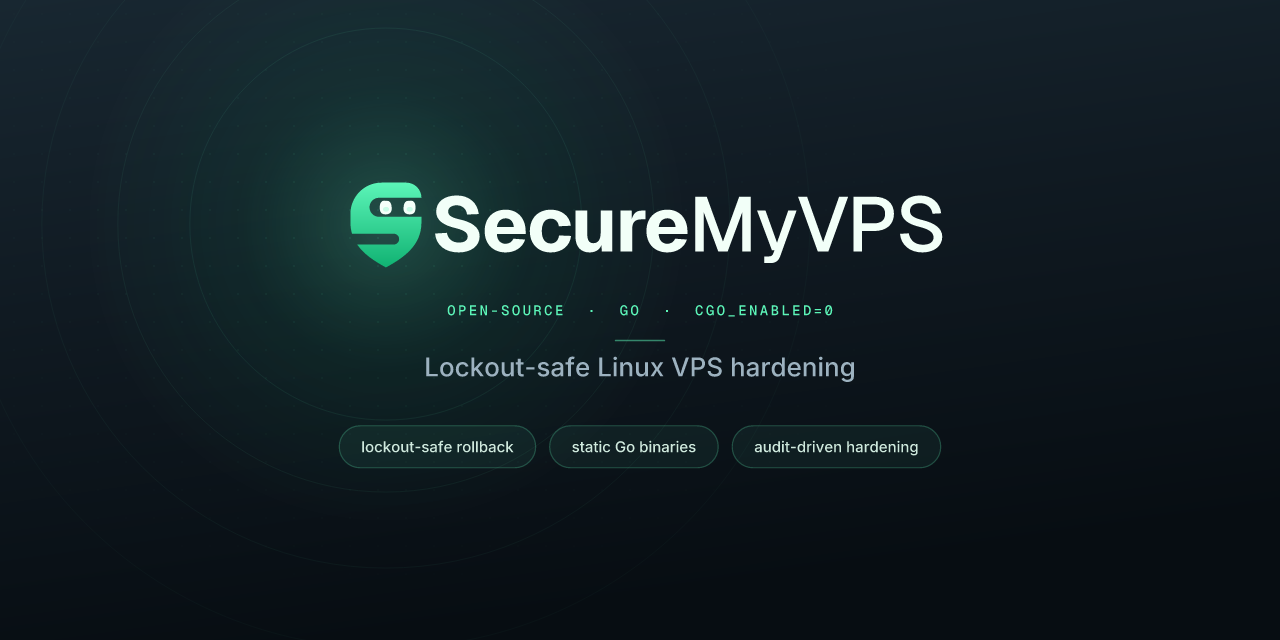 SecureMyVPS
OPEN-SOURCE · GO · CGO_ENABLED=0
Lockout-safe Linux VPS hardening
lockout-safe rollback static Go binaries audit-driven hardening